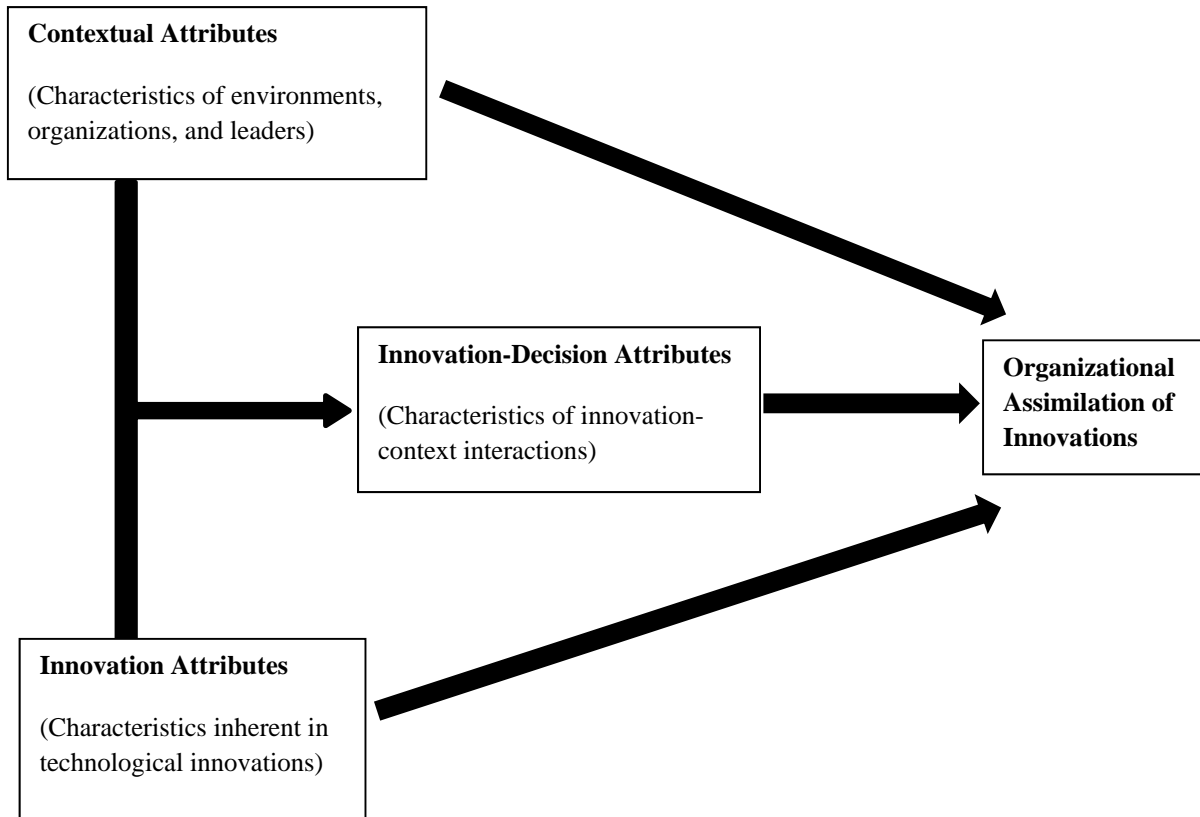 Contextual Attributes
(Characteristics of environments,
organizations, and leaders)
Innovation-Decision Attributes
(Characteristics of innovation-
context interactions)
Organizational
Assimilation of
Innovations
Innovation Attributes
(Characteristics inherent in
technological innovations)